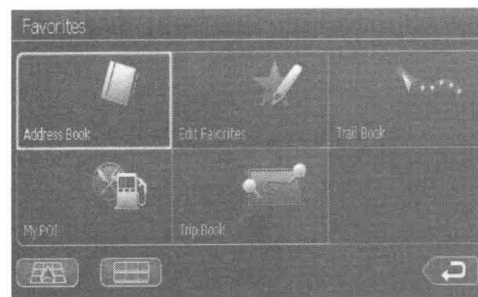 Favorites
Address Book
Edit Favorites
Trail Book
My POI
Trip Book